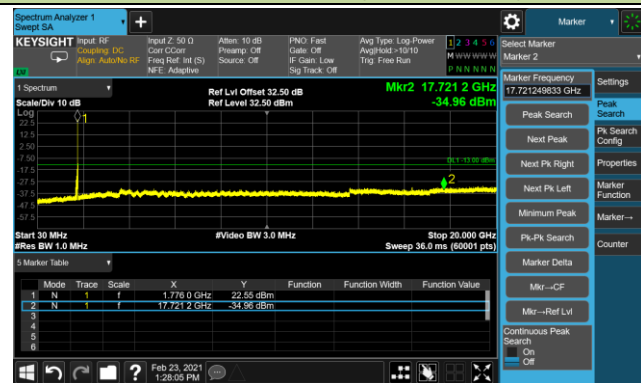 Spectrum Analyzer 1
Swept SA
Marker
KEYSIGHT
Input: RF
Coupling: DC
Align: Auto/No RF
Input Z: 50 Ω
Corr CCorr
Freq Ref: Int (S)
NFE: Adaptive
Atten: 10 dB
Preamp: Off
Source: Off
PNO: Fast
Gate: Off
IF Gain: Low
Sig Track: Off
Avg Type: Log-Power
Avg|Hold:>10/10
Trig: Free Run
1 2 3 4 5 6
M W W W W W
P N N N N N
Select Marker
Marker 2
LXI
1 Spectrum
Scale/Div 10 dB
Ref Lvl Offset 32.50 dB
Ref Level 32.50 dBm
Mkr2 17.721 2 GHz
-34.96 dBm
Log
22.5
12.5
2.50
-7.50
-17.5
-27.5
-37.5
-47.5
-57.5
1
DL1 -13.00 dBm
2
Start 30 MHz
#Res BW 1.0 MHz
#Video BW 3.0 MHz
Stop 20.000 GHz
Sweep 36.0 ms (60001 pts)
5 Marker Table
Mode Trace Scale X Y Function Function Width Function Value
1 N 1 f 1.776 0 GHz 22.55 dBm
2 N 1 f 17.721 2 GHz -34.96 dBm
3
4
5
6
Feb 23, 2021
1:28:05 PM
Marker Frequency
17.721249833 GHz
Peak Search
Next Peak
Next Pk Right
Next Pk Left
Minimum Peak
Pk-Pk Search
Marker Delta
Mkr→CF
Mkr→Ref Lvl
Continuous Peak
Search
On
Off
Settings
Peak
Search
Pk Search
Config
Properties
Marker
Function
Marker→
Counter